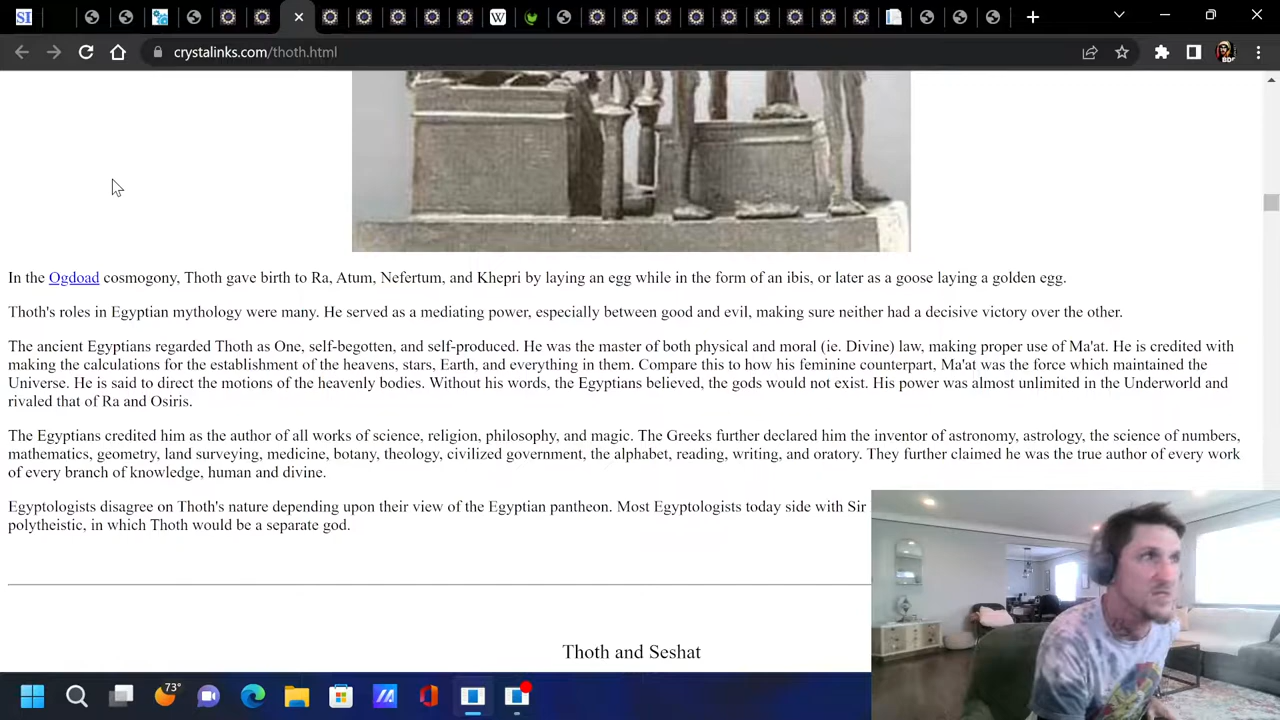 SI
W
crystalinks.com/thoth.html
In the Ogdoad cosmogony, Thoth gave birth to Ra, Atum, Nefertum, and Khepri by laying an egg while in the form of an ibis, or later as a goose laying a golden egg.
Thoth's roles in Egyptian mythology were many. He served as a mediating power, especially between good and evil, making sure neither had a decisive victory over the other.
The ancient Egyptians regarded Thoth as One, self-begotten, and self-produced. He was the master of both physical and moral (ie. Divine) law, making proper use of Ma'at. He is credited with
making the calculations for the establishment of the heavens, stars, Earth, and everything in them. Compare this to how his feminine counterpart, Ma'at was the force which maintained the
Universe. He is said to direct the motions of the heavenly bodies. Without his words, the Egyptians believed, the gods would not exist. His power was almost unlimited in the Underworld and
rivaled that of Ra and Osiris.
The Egyptians credited him as the author of all works of science, religion, philosophy, and magic. The Greeks further declared him the inventor of astronomy, astrology, the science of numbers,
mathematics, geometry, land surveying, medicine, botany, theology, civilized government, the alphabet, reading, writing, and oratory. They further claimed he was the true author of every work
of every branch of knowledge, human and divine.
Egyptologists disagree on Thoth's nature depending upon their view of the Egyptian pantheon. Most Egyptologists today side with Sir
polytheistic, in which Thoth would be a separate god.
Thoth and Seshat
73°